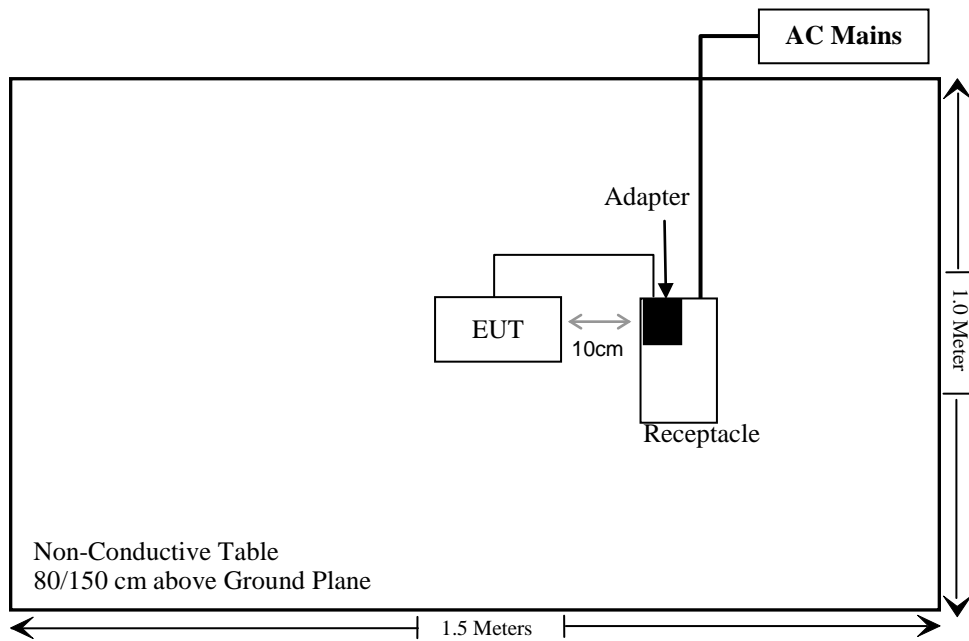 AC Mains
Adapter
EUT
10cm
Receptacle
1.0 Meter
Non-Conductive Table
80/150 cm above Ground Plane
1.5 Meters